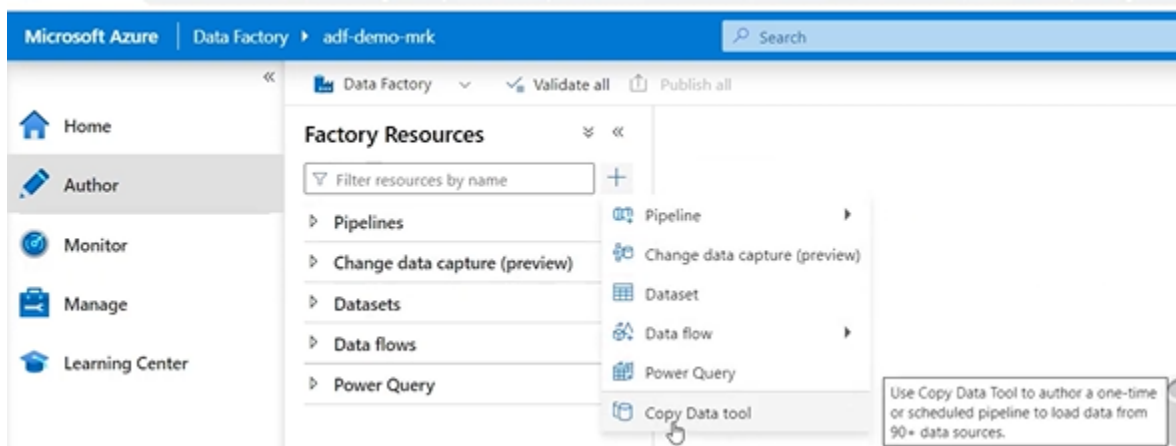 Microsoft Azure
Data Factory
adf-demo-mrk
Search
Data Factory
Validate all
Publish all
Home
Author
Monitor
Manage
Learning Center
Factory Resources
Filter resources by name
Pipelines
Change data capture (preview)
Datasets
Data flows
Power Query
Pipeline
Change data capture (preview)
Dataset
Data flow
Power Query
Copy Data tool
Use Copy Data Tool to author a one-time
or scheduled pipeline to load data from
90+ data sources.